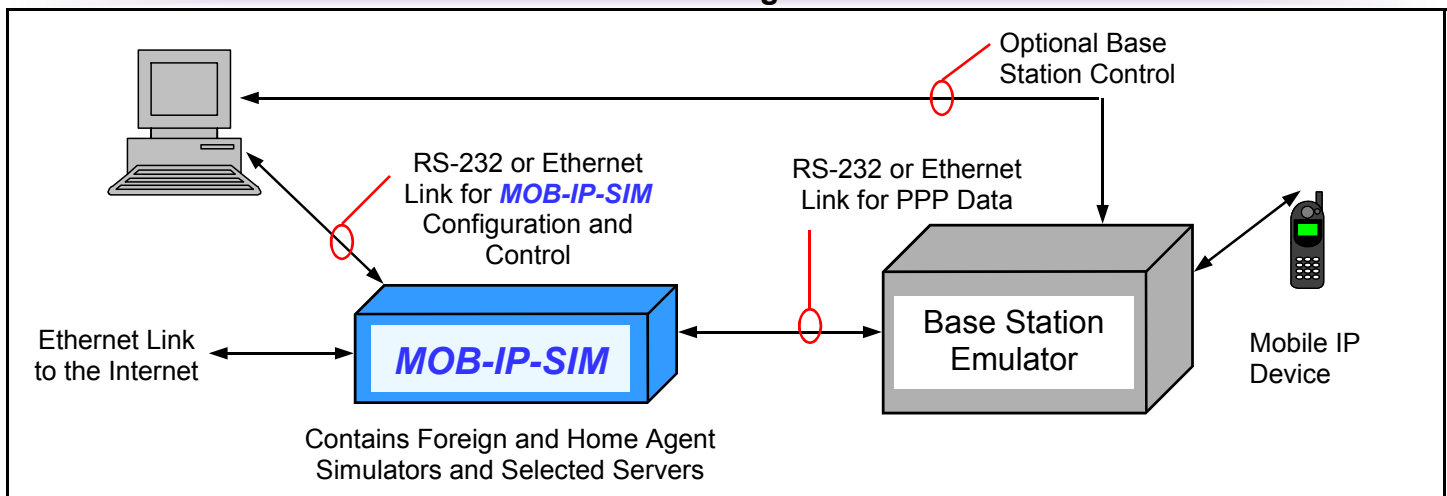 Optional Base
Station Control
RS-232 or Ethernet
Link for MOB-IP-SIM
Configuration and
Control
RS-232 or Ethernet
Link for PPP Data
Ethernet Link
to the Internet
MOB-IP-SIM
Base Station
Emulator
Mobile IP
Device
Contains Foreign and Home Agent
Simulators and Selected Servers